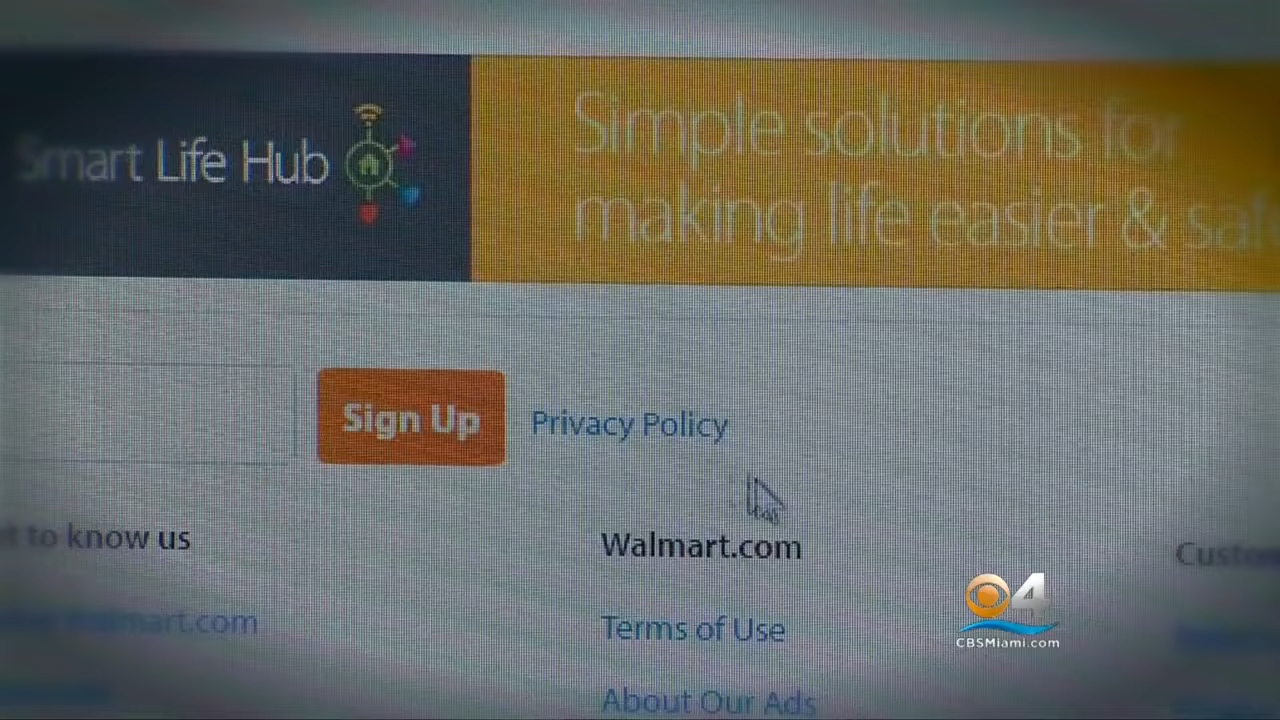 Smart Life Hub
Simple solutions for
making life easier &
Sign Up
Privacy Policy
to know us
Walmart.com
Terms of Use
About Our Ads
4
CBSMiami.com